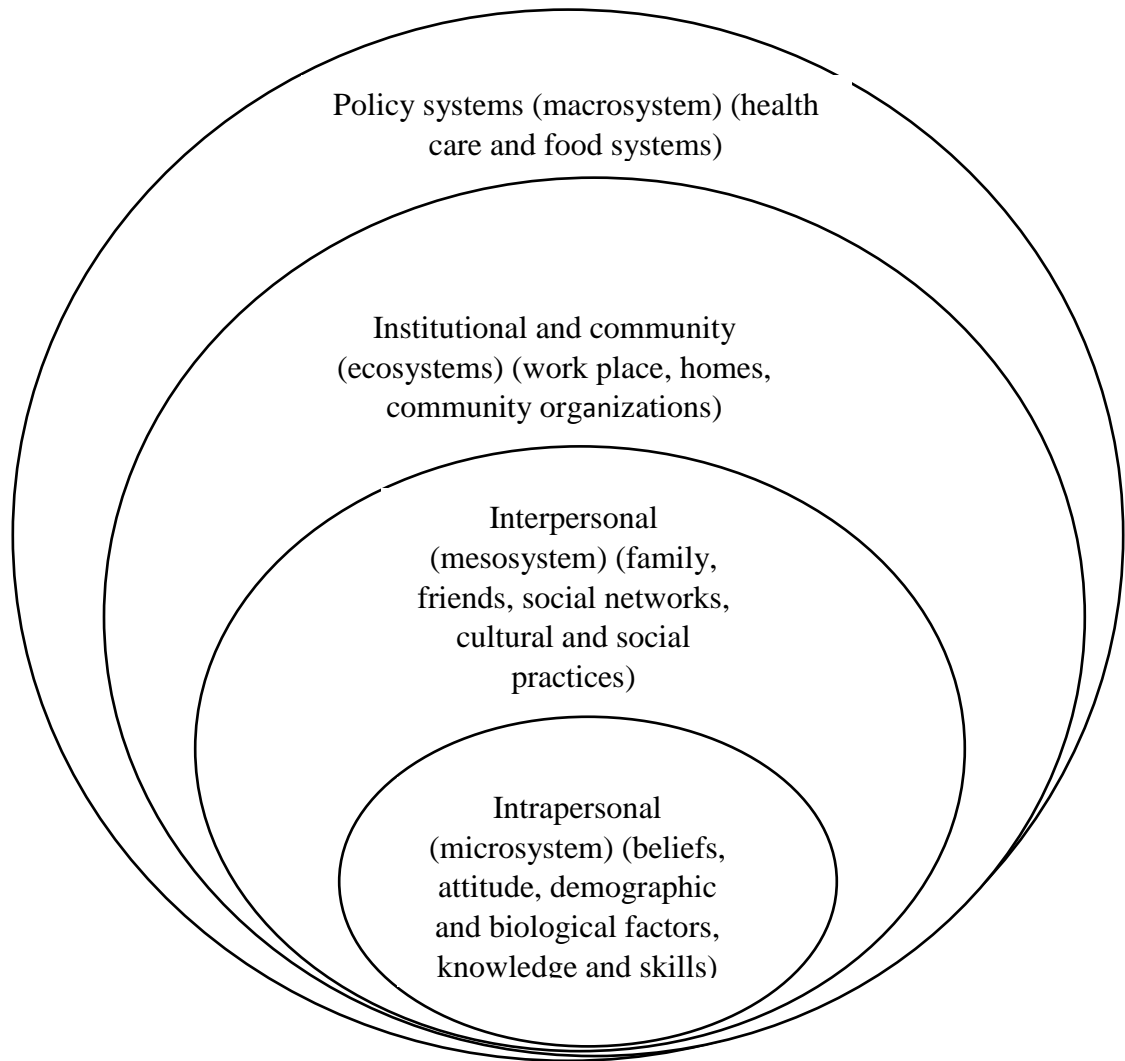 Policy systems (macrosystem) (health
care and food systems)
Institutional and community
(ecosystems) (work place, homes,
community organizations)
Interpersonal
(mesosystem) (family,
friends, social networks,
cultural and social
practices)
Intrapersonal
(microsystem) (beliefs,
attitude, demographic
and biological factors,
knowledge and skills)